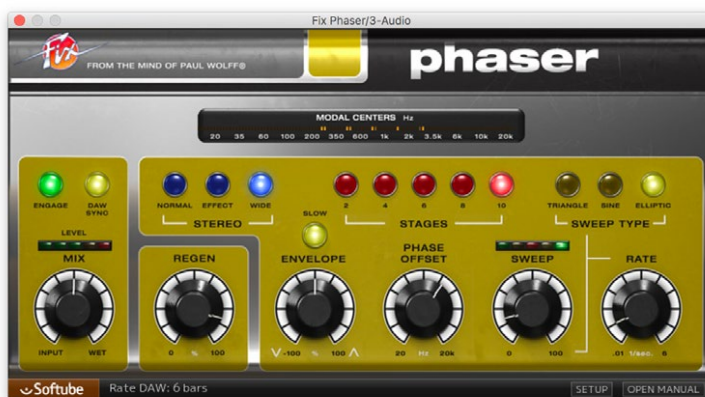 Fix Phaser/3-Audio
Fix
FROM THE MIND OF PAUL WOLFF®
phaser
MODAL CENTERS Hz
20 35 60 100 200 350 600 1k 2k 3.5k 6k 10k 20k
ENGAGE DAW SYNC
NORMAL EFFECT WIDE
STEREO
SLOW
2 4 6 8 10
STAGES
TRIANGLE SINE ELLIPTIC
SWEEP TYPE
LEVEL
MIX
INPUT WET
REGEN
0 % 100
ENVELOPE
-100 % 100
PHASE OFFSET
20 Hz 20k
SWEEP
0 100
RATE
.01 1/sec. 6
Softube
Rate DAW: 6 bars
SETUP
OPEN MANUAL